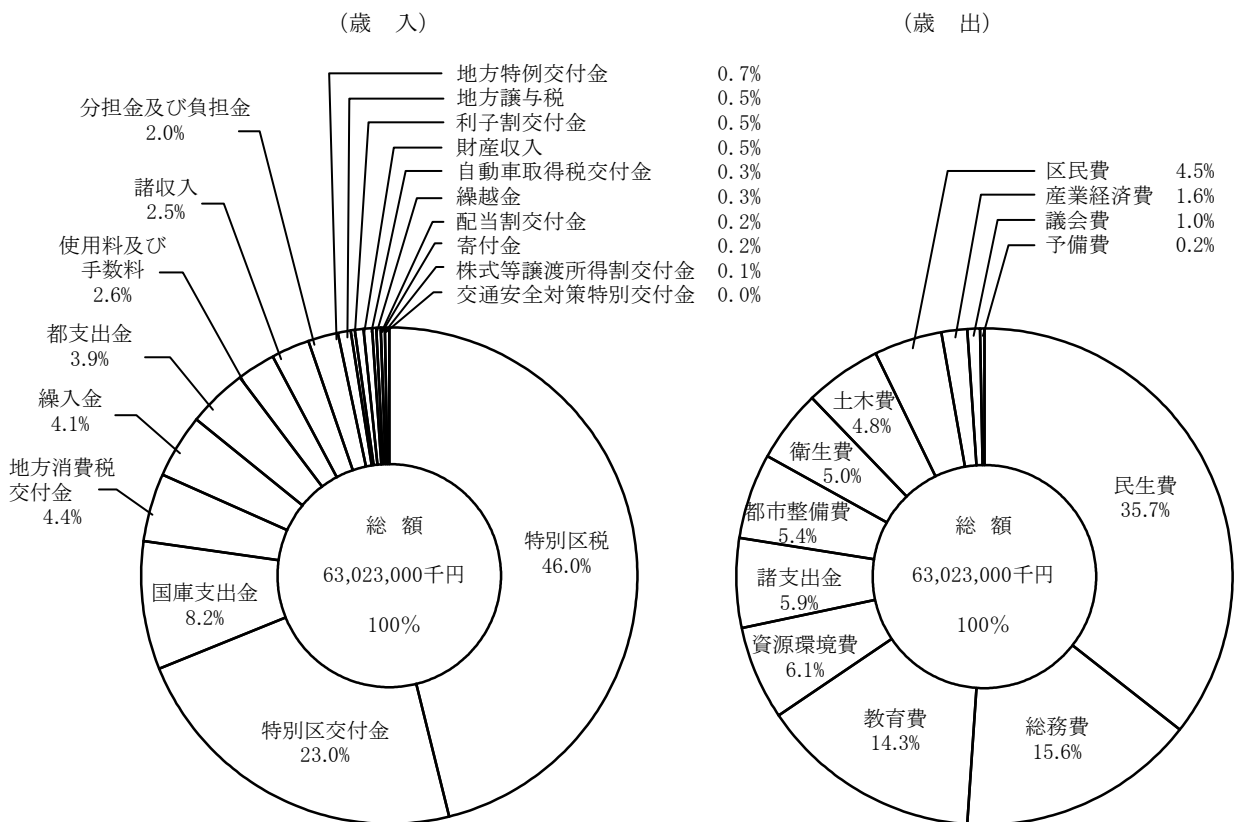 （歳　入）
地方特例交付金 0.7%
地方譲与税 0.5%
利子割交付金 0.5%
財産収入 0.5%
自動車取得税交付金 0.3%
繰越金 0.3%
配当割交付金 0.2%
寄付金 0.2%
株式等譲渡所得割交付金 0.1%
交通安全対策特別交付金 0.0%
分担金及び負担金
2.0%
諸収入
2.5%
使用料及び
手数料
2.6%
都支出金
3.9%
繰入金
4.1%
地方消費税
交付金
4.4%
国庫支出金
8.2%
特別区交付金
23.0%
特別区税
46.0%
総　額
63,023,000千円
100%
（歳　出）
区民費 4.5%
産業経済費 1.6%
議会費 1.0%
予備費 0.2%
土木費
4.8%
衛生費
5.0%
都市整備費
5.4%
諸支出金
5.9%
資源環境費
6.1%
教育費
14.3%
総務費
15.6%
民生費
35.7%
総　額
63,023,000千円
100%